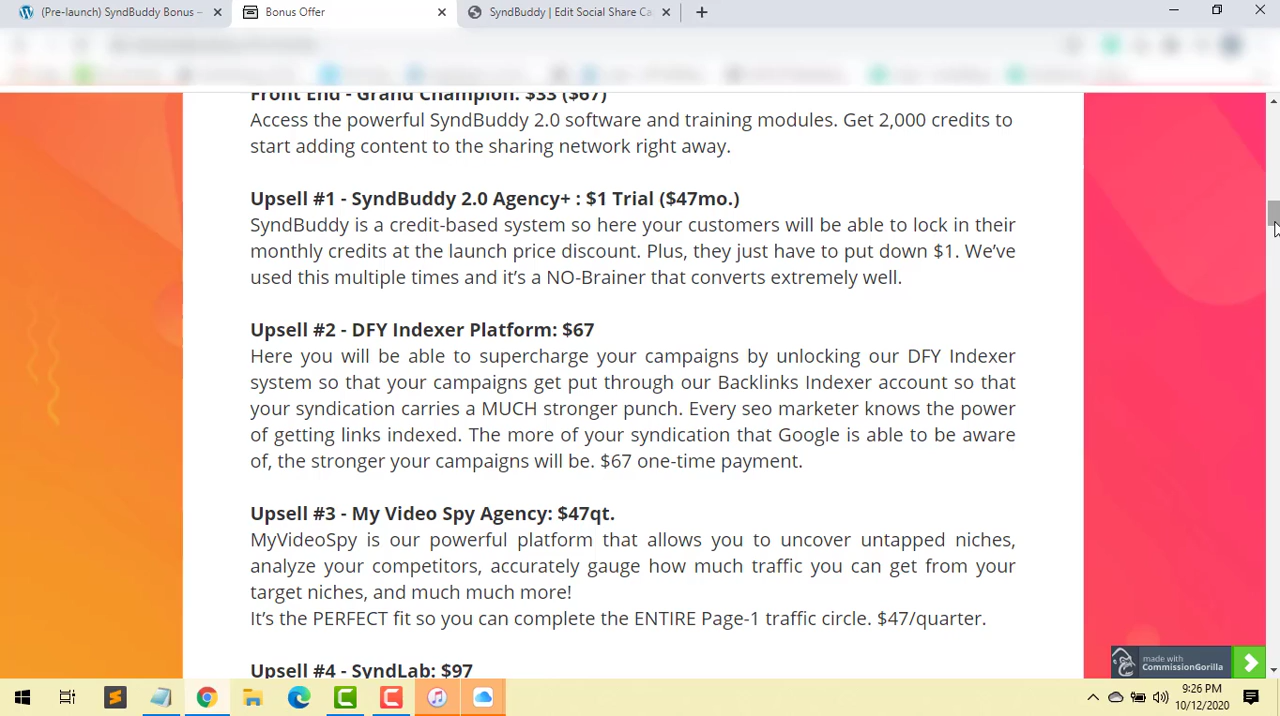 (Pre-launch) SyndBuddy Bonus –
Bonus Offer
SyndBuddy | Edit Social Share Ca
Front End - Grand Champion: $33 ($67)
Access the powerful SyndBuddy 2.0 software and training modules. Get 2,000 credits to
start adding content to the sharing network right away.
Upsell #1 - SyndBuddy 2.0 Agency+ : $1 Trial ($47mo.)
SyndBuddy is a credit-based system so here your customers will be able to lock in their
monthly credits at the launch price discount. Plus, they just have to put down $1. We've
used this multiple times and it's a NO-Brainer that converts extremely well.
Upsell #2 - DFY Indexer Platform: $67
Here you will be able to supercharge your campaigns by unlocking our DFY Indexer
system so that your campaigns get put through our Backlinks Indexer account so that
your syndication carries a MUCH stronger punch. Every seo marketer knows the power
of getting links indexed. The more of your syndication that Google is able to be aware
of, the stronger your campaigns will be. $67 one-time payment.
Upsell #3 - My Video Spy Agency: $47qt.
MyVideoSpy is our powerful platform that allows you to uncover untapped niches,
analyze your competitors, accurately gauge how much traffic you can get from your
target niches, and much much more!
It's the PERFECT fit so you can complete the ENTIRE Page-1 traffic circle. $47/quarter.
Upsell #4 - SyndLab: $97
made with
CommissionGorilla
9:26 PM
10/12/2020